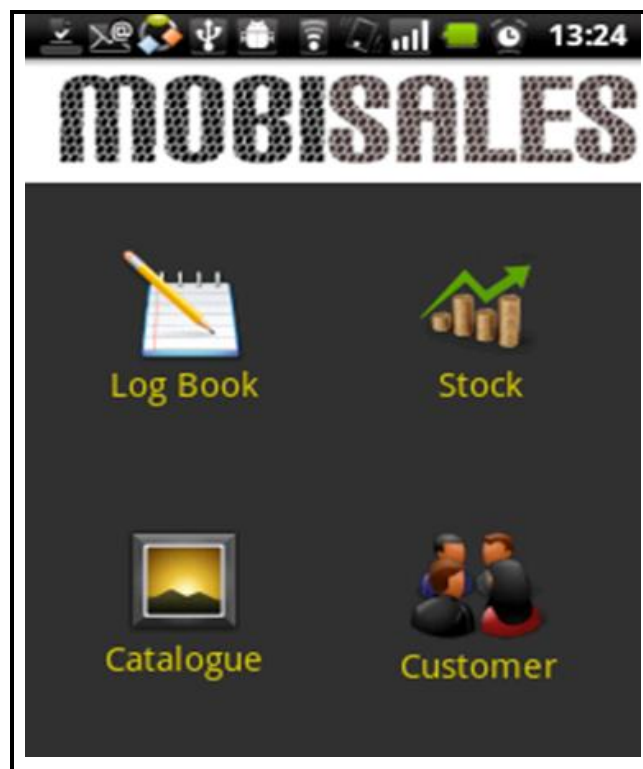 13:24
MOBISALES
Log Book
Stock
Catalogue
Customer